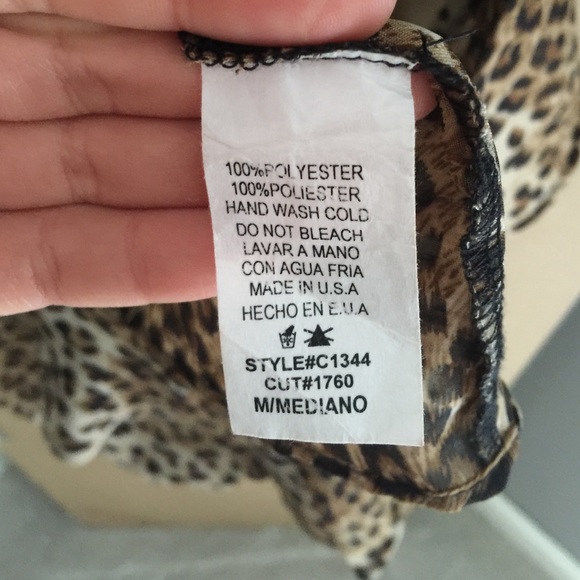 100%POLYESTER
100%POLIESTER
HAND WASH COLD
DO NOT BLEACH
LAVAR A MANO
CON AGUA FRIA
MADE IN U.S.A
HECHO EN E.U.A
STYLE#C1344
CUT#1760
M/MEDIANO